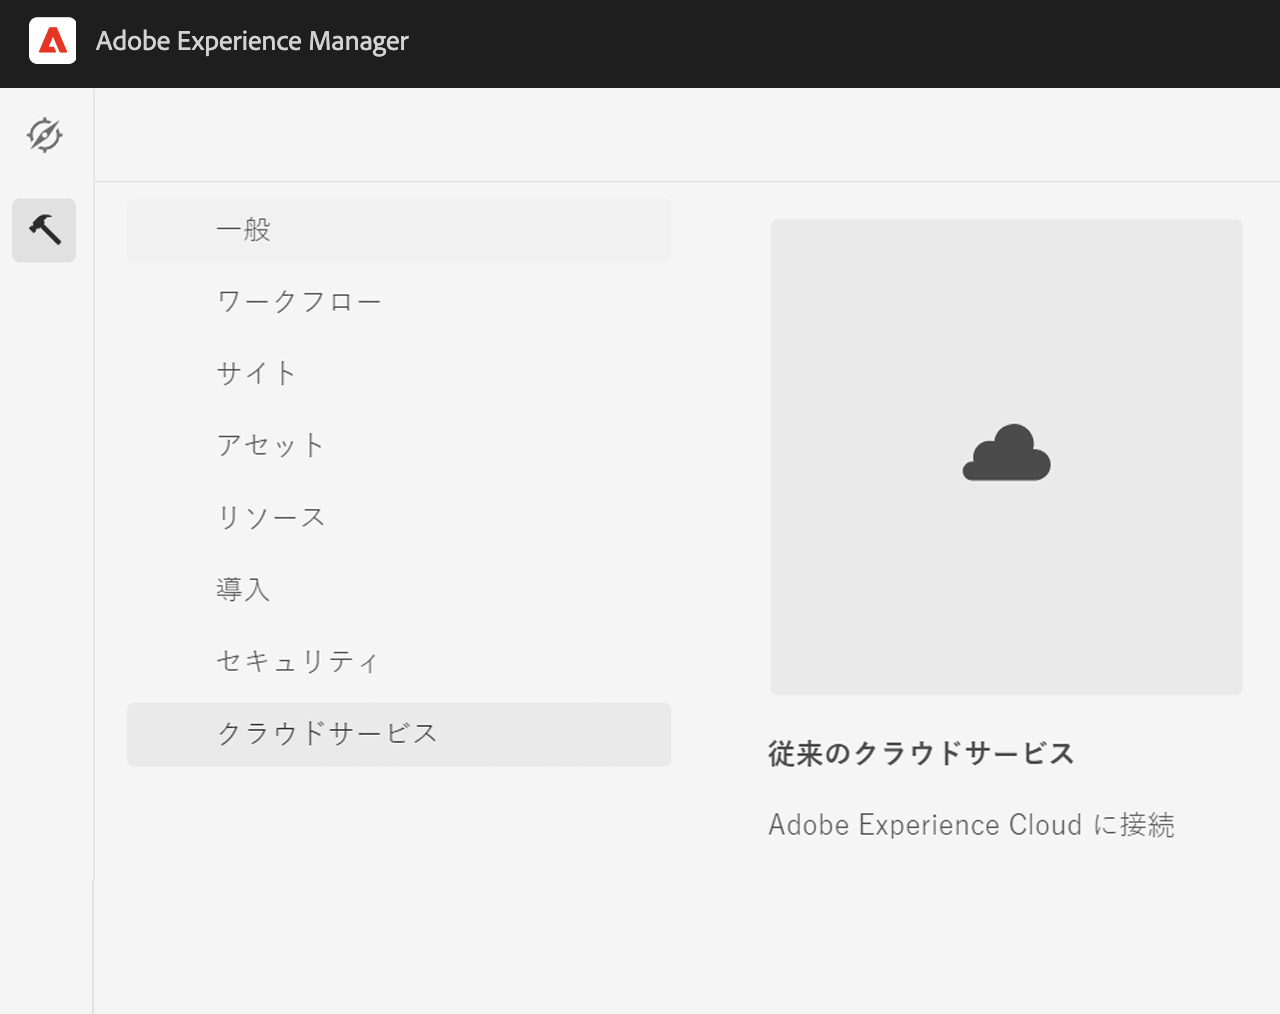 Adobe Experience Manager
一般
ワークフロー
サイト
アセット
リソース
導入
セキュリティ
クラウドサービス
従来のクラウドサービス
Adobe Experience Cloud に接続